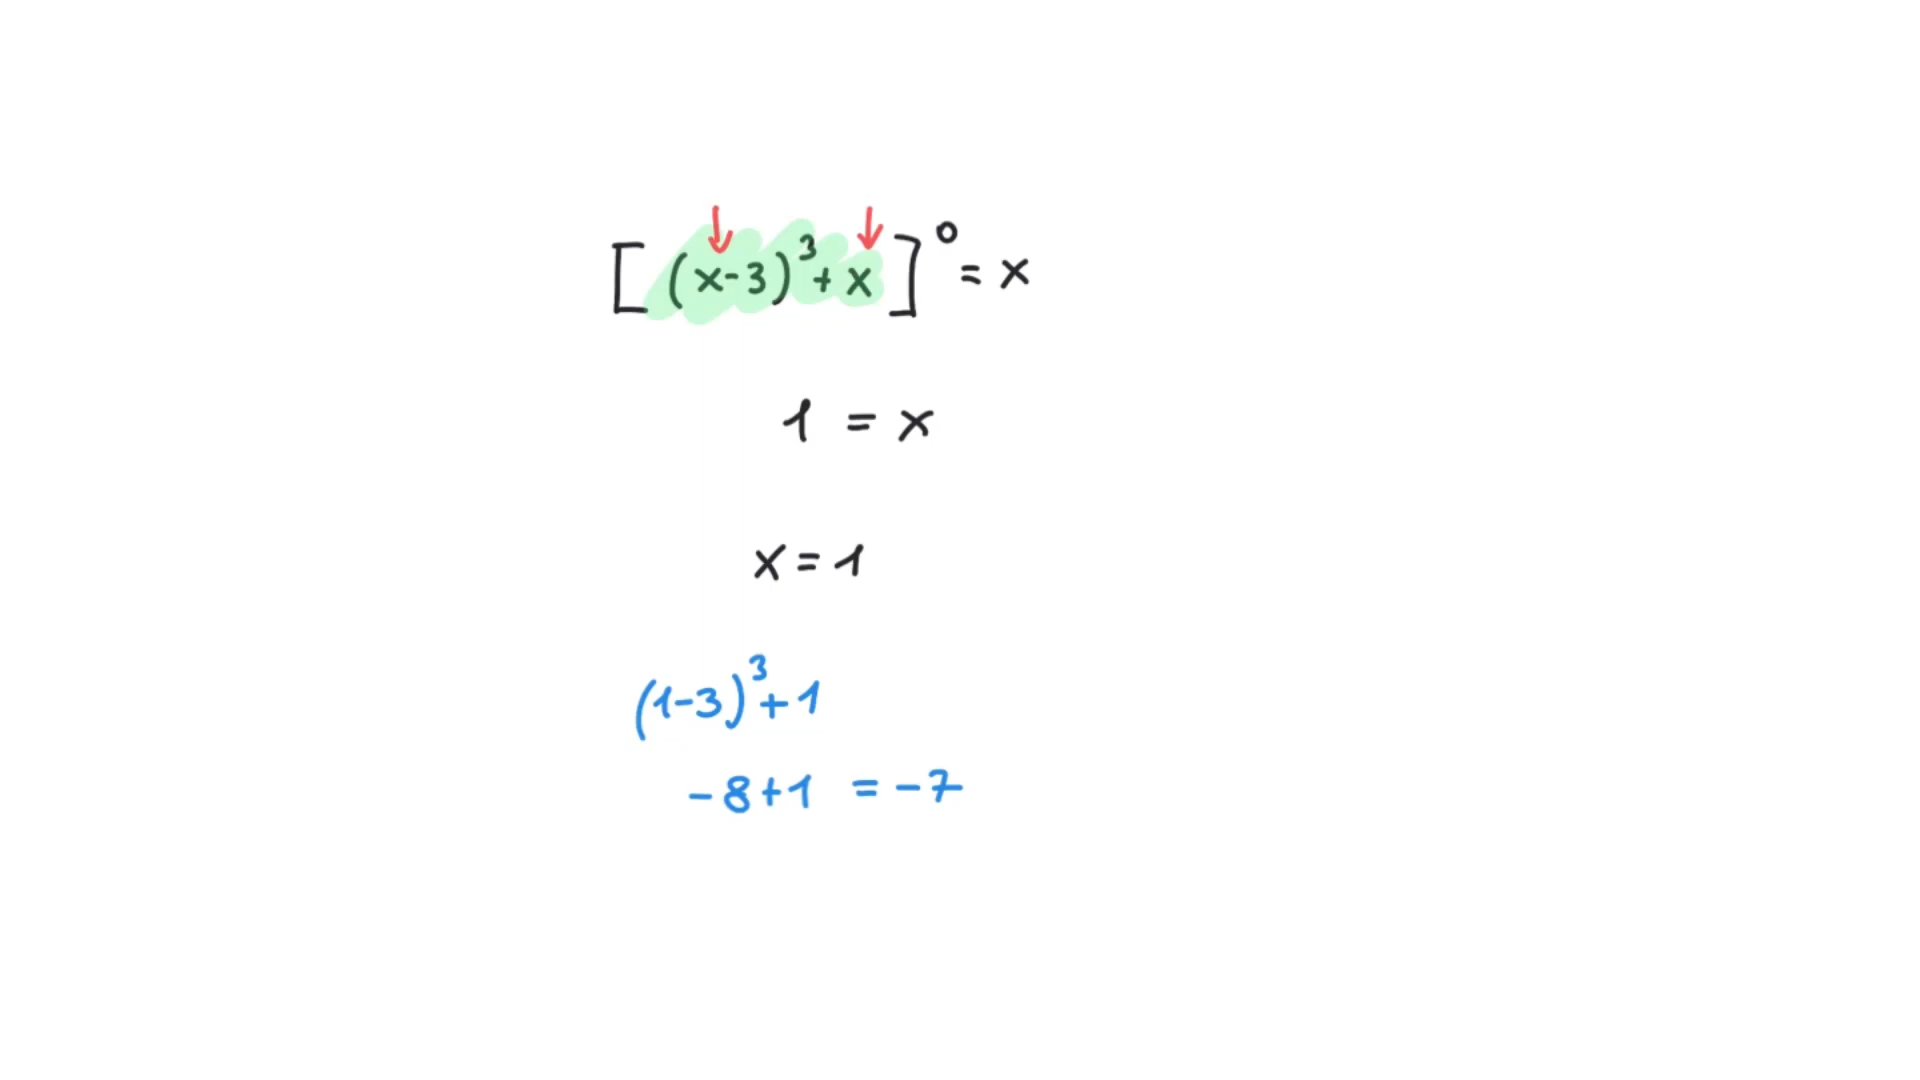 [(x-3)³+x]⁰=x
1=x
x=1
(1-3)³+1
-8+1=-7